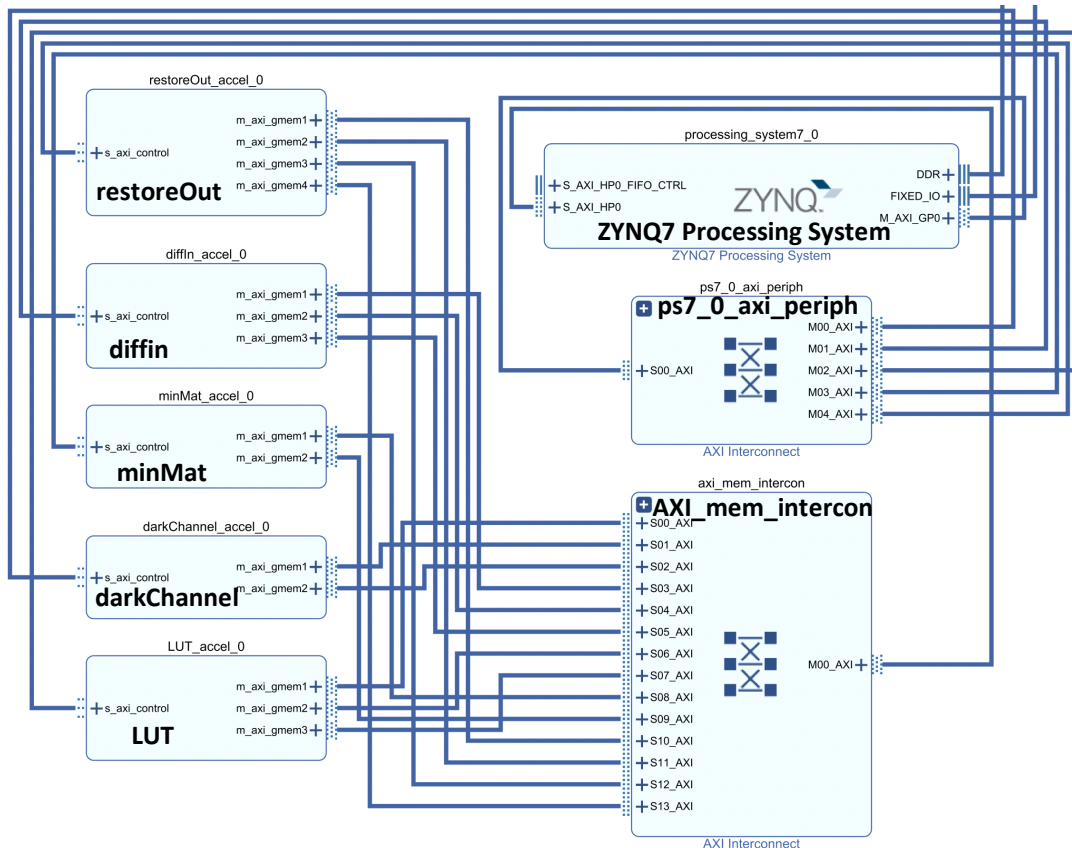 restoreOut_accel_0
m_axi_gmem1
m_axi_gmem2
s_axi_control
m_axi_gmem3
m_axi_gmem4
restoreOut
diffIn_accel_0
m_axi_gmem1
s_axi_control
m_axi_gmem2
m_axi_gmem3
diffin
minMat_accel_0
m_axi_gmem1
s_axi_control
m_axi_gmem2
minMat
darkChannel_accel_0
m_axi_gmem1
s_axi_control
m_axi_gmem2
darkChannel
LUT_accel_0
m_axi_gmem1
s_axi_control
m_axi_gmem2
m_axi_gmem3
LUT
processing_system7_0
DDR
S_AXI_HP0_FIFO_CTRL
FIXED_IO
S_AXI_HP0
M_AXI_GP0
ZYNQ
ZYNQ7 Processing System
ZYNQ7 Processing System
ps7_0_axi_periph
ps7_0_axi_periph
M00_AXI
M01_AXI
S00_AXI
M02_AXI
M03_AXI
M04_AXI
AXI Interconnect
axi_mem_intercon
AXI_mem_intercon
S00_AXI
S01_AXI
S02_AXI
S03_AXI
S04_AXI
S05_AXI
S06_AXI
M00_AXI
S07_AXI
S08_AXI
S09_AXI
S10_AXI
S11_AXI
S12_AXI
S13_AXI
AXI Interconnect